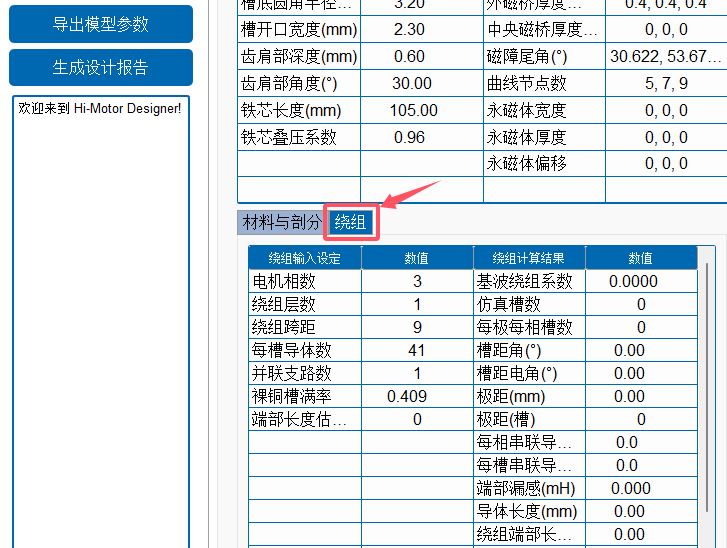 导出模型参数
生成设计报告
欢迎来到 Hi-Motor Designer!
槽底圆角半径… 3.20 外磁桥厚度… 0.4, 0.4, 0.4
槽开口宽度(mm) 2.30 中央磁桥厚度… 0, 0, 0
齿肩部深度(mm) 0.60 磁障尾角(°) 30.622, 53.67…
齿肩部角度(°) 30.00 曲线节点数 5, 7, 9
铁芯长度(mm) 105.00 永磁体宽度 0, 0, 0
铁芯叠压系数 0.96 永磁体厚度 0, 0, 0
永磁体偏移 0, 0, 0
材料与剖分 绕组
绕组输入设定 数值 绕组计算结果 数值
电机相数 3 基波绕组系数 0.0000
绕组层数 1 仿真槽数 0
绕组跨距 9 每极每相槽数 0
每槽导体数 41 槽距角(°) 0.00
并联支路数 1 槽距电角(°) 0.00
裸铜槽满率 0.409 极距(mm) 0.00
端部长度估… 0 极距(槽) 0
每相串联导… 0.0
每槽串联导… 0.0
端部漏感(mH) 0.000
导体长度(mm) 0.00
绕组端部长… 0.00